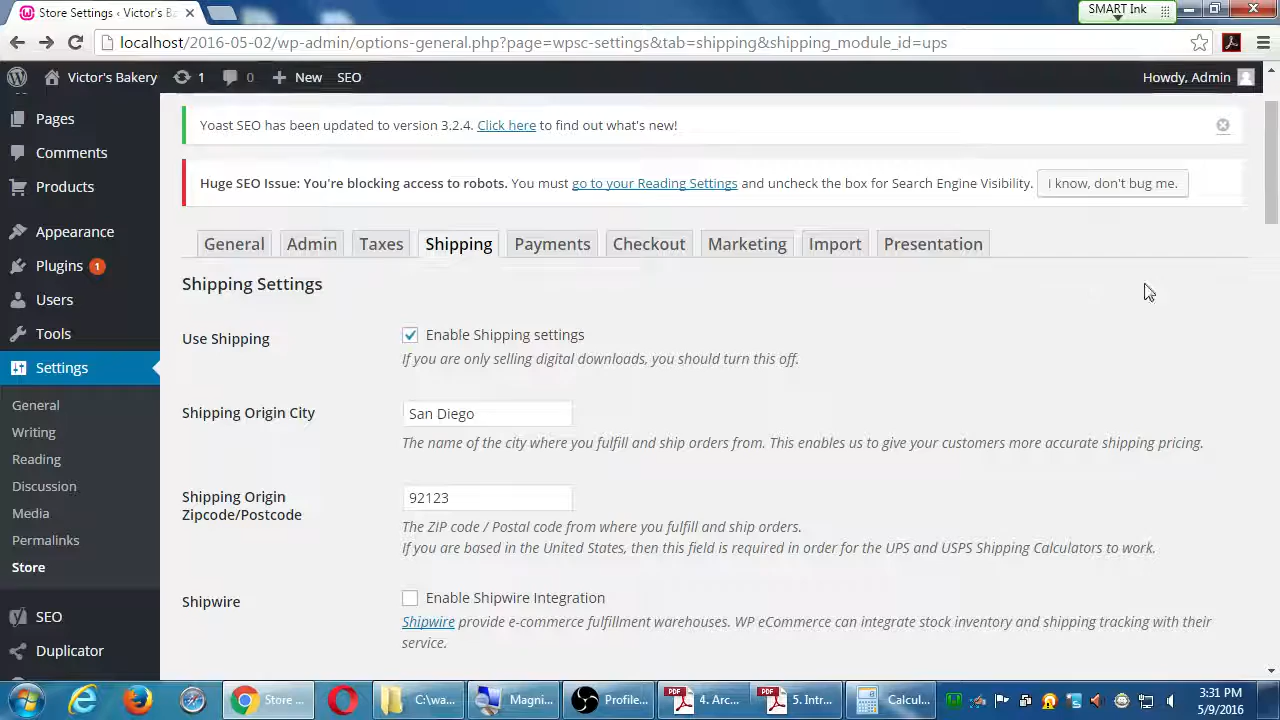 Store Settings ‹ Victor's Ba
SMART Ink
localhost/2016-05-02/wp-admin/options-general.php?page=wpsc-settings&tab=shipping&shipping_module_id=ups
Victor's Bakery
1
0
New
SEO
Howdy, Admin
Pages
Comments
Products
Appearance
Plugins 1
Users
Tools
Settings
General
Writing
Reading
Discussion
Media
Permalinks
Store
SEO
Duplicator
Yoast SEO has been updated to version 3.2.4. Click here to find out what's new!
Huge SEO Issue: You're blocking access to robots. You must go to your Reading Settings and uncheck the box for Search Engine Visibility.
I know, don't bug me.
General
Admin
Taxes
Shipping
Payments
Checkout
Marketing
Import
Presentation
Shipping Settings
Use Shipping
Enable Shipping settings
If you are only selling digital downloads, you should turn this off.
Shipping Origin City
San Diego
The name of the city where you fulfill and ship orders from. This enables us to give your customers more accurate shipping pricing.
Shipping Origin
Zipcode/Postcode
92123
The ZIP code / Postal code from where you fulfill and ship orders.
If you are based in the United States, then this field is required in order for the UPS and USPS Shipping Calculators to work.
Shipwire
Enable Shipwire Integration
Shipwire provide e-commerce fulfillment warehouses. WP eCommerce can integrate stock inventory and shipping tracking with their
service.
Store ...
C:\wa...
Magni...
Profile...
4. Arc...
5. Intr...
Calcul...
3:31 PM
5/9/2016